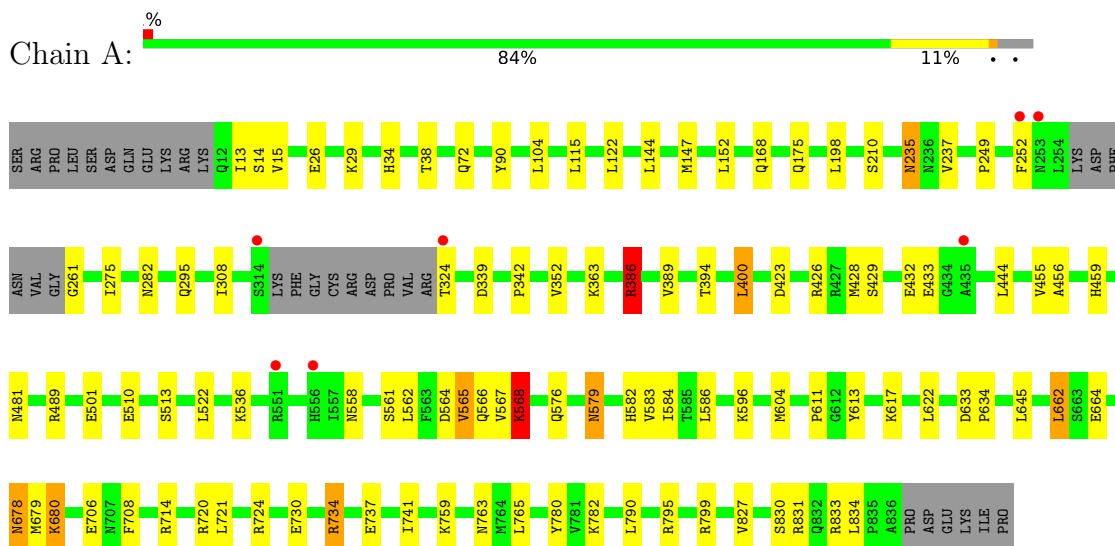 .%
Chain A:
84% 11% • •
SER ARG PRO LEU SER ASP GLN GLU LYS ARG LYS Q12 I13 S14 V15 E26 K29 H34 T38 Q72 Y90 L104 L115 L122 L144 M147 L152 Q168 Q175 L198 S210 N235 N236 V237 P249 F252 N253 L254 LYS ASP PHE
ASN VAL GLY G261 I275 N282 Q295 I308 S314 LYS PHE GLY CYS ARG ASP PRO VAL ARG T324 D339 P342 V352 K363 R386 V389 T394 L400 D423 R426 R427 M428 S429 E432 E433 G434 A435 L444 V455 A456 H459
N481 R489 E501 E510 S513 L522 K536 R551 H556 I557 N558 S561 L562 F563 D564 V565 Q566 V567 K568 Q576 N579 H582 V583 I584 T585 L586 K596 M604 P611 G612 Y613 K617 L622 D633 P634 L645 L662 S663 E664
N678 M679 K680 E706 N707 F708 R714 R720 L721 R724 E730 R734 E737 I741 K759 N763 M764 L765 Y780 V781 K782 L790 R795 R799 V827 S830 R831 Q832 R833 L834 P835 A836 PRO ASP GLU LYS ILE PRO